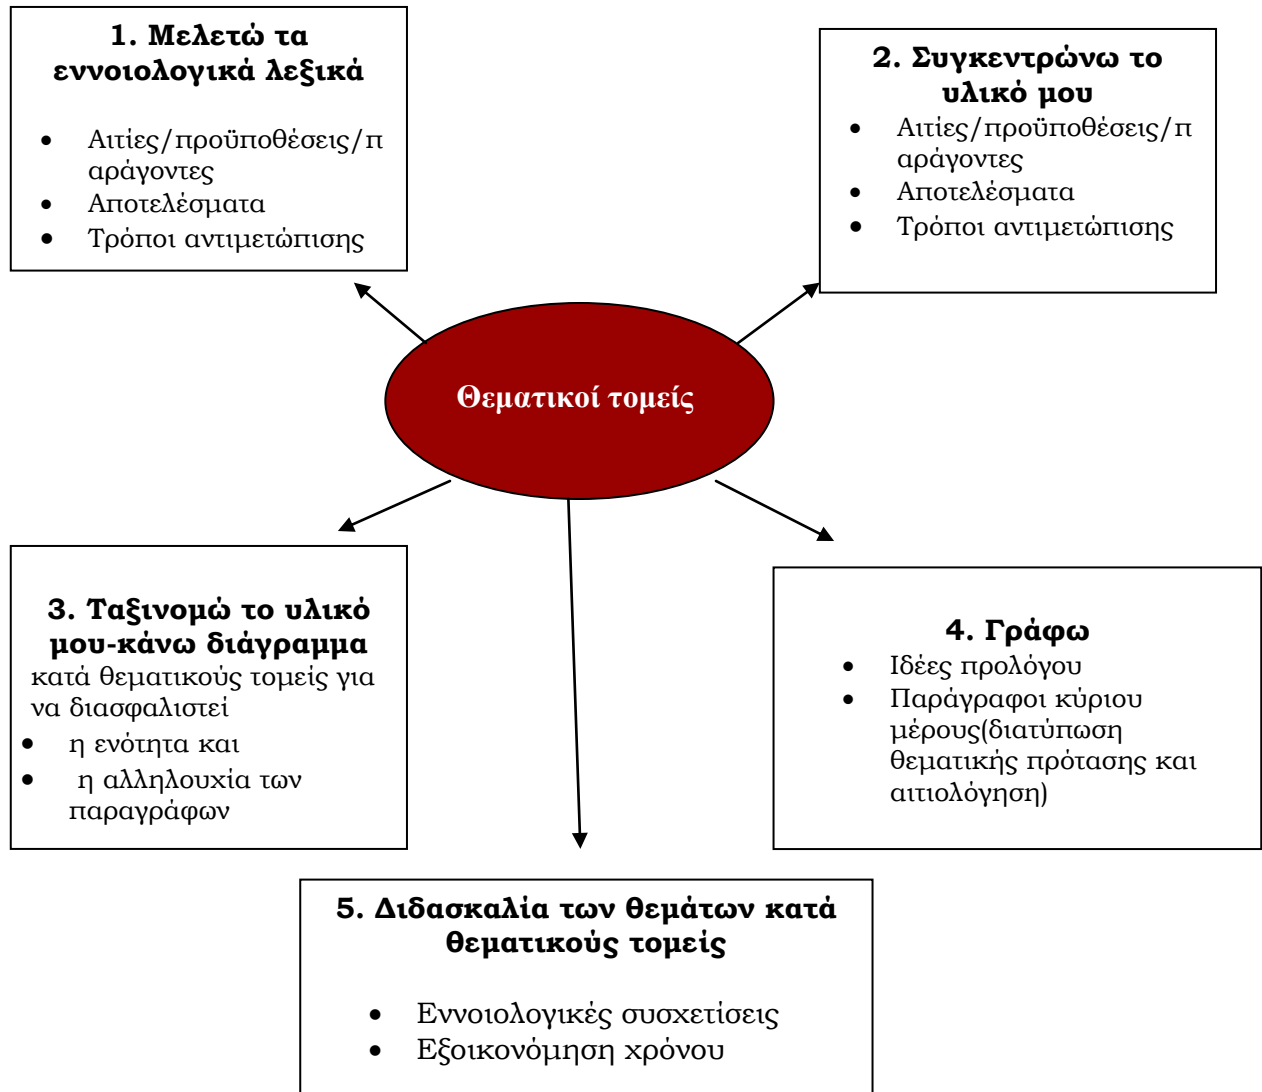 1. Μελετώ τα
εννοιολογικά λεξικά
• Αιτίες/προϋποθέσεις/π
αράγοντες
• Αποτελέσματα
• Τρόποι αντιμετώπισης
2. Συγκεντρώνω το
υλικό μου
• Αιτίες/προϋποθέσεις/π
αράγοντες
• Αποτελέσματα
• Τρόποι αντιμετώπισης
Θεματικοί τομείς
3. Ταξινομώ το υλικό
μου-κάνω διάγραμμα
κατά θεματικούς τομείς για
να διασφαλιστεί
• η ενότητα και
• η αλληλουχία των
παραγράφων
4. Γράφω
• Ιδέες προλόγου
• Παράγραφοι κύριου
μέρους(διατύπωση
θεματικής πρότασης και
αιτιολόγηση)
5. Διδασκαλία των θεμάτων κατά
θεματικούς τομείς
• Εννοιολογικές συσχετίσεις
• Εξοικονόμηση χρόνου